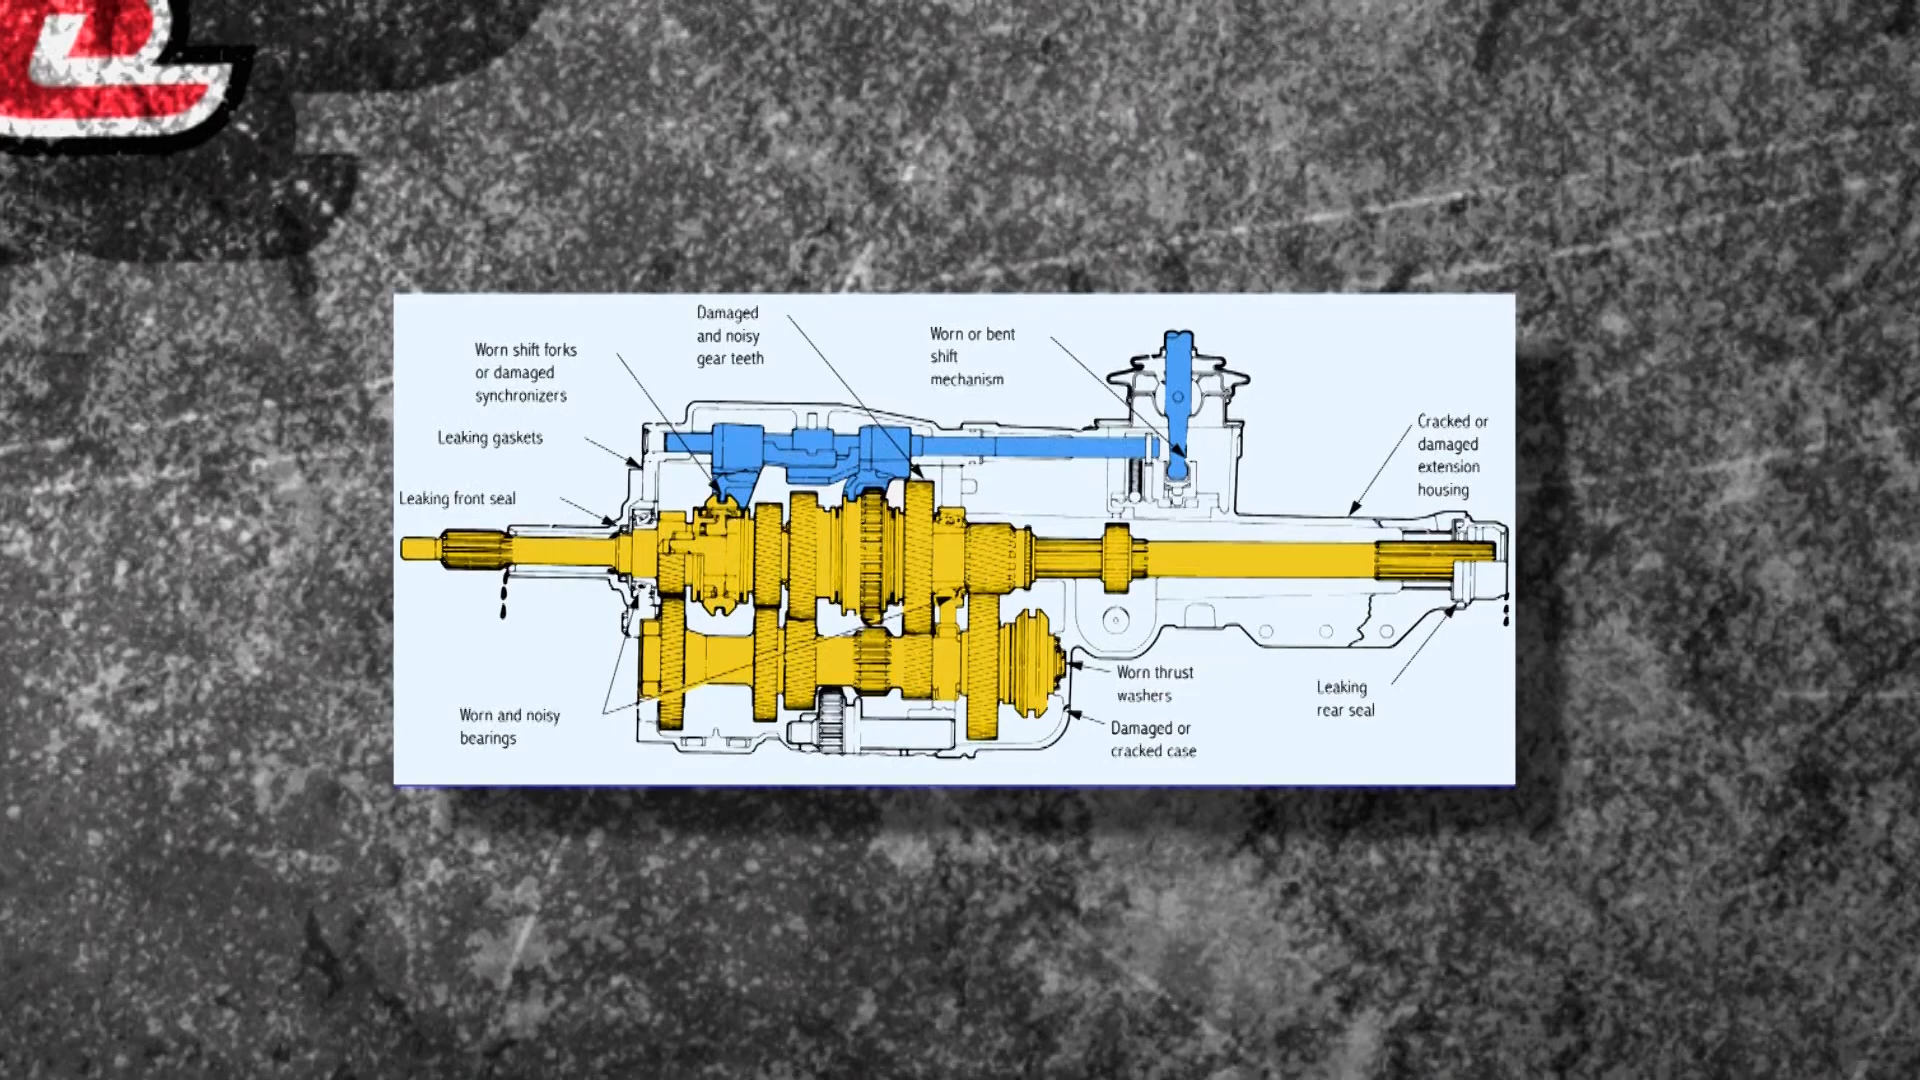 Damaged
and noisy
gear teeth
Worn or bent
shift
mechanism
Worn shift forks
or damaged
synchronizers
Leaking gaskets
Leaking front seal
Cracked or
damaged
extension
housing
Worn thrust
washers
Leaking
rear seal
Worn and noisy
bearings
Damaged or
cracked case